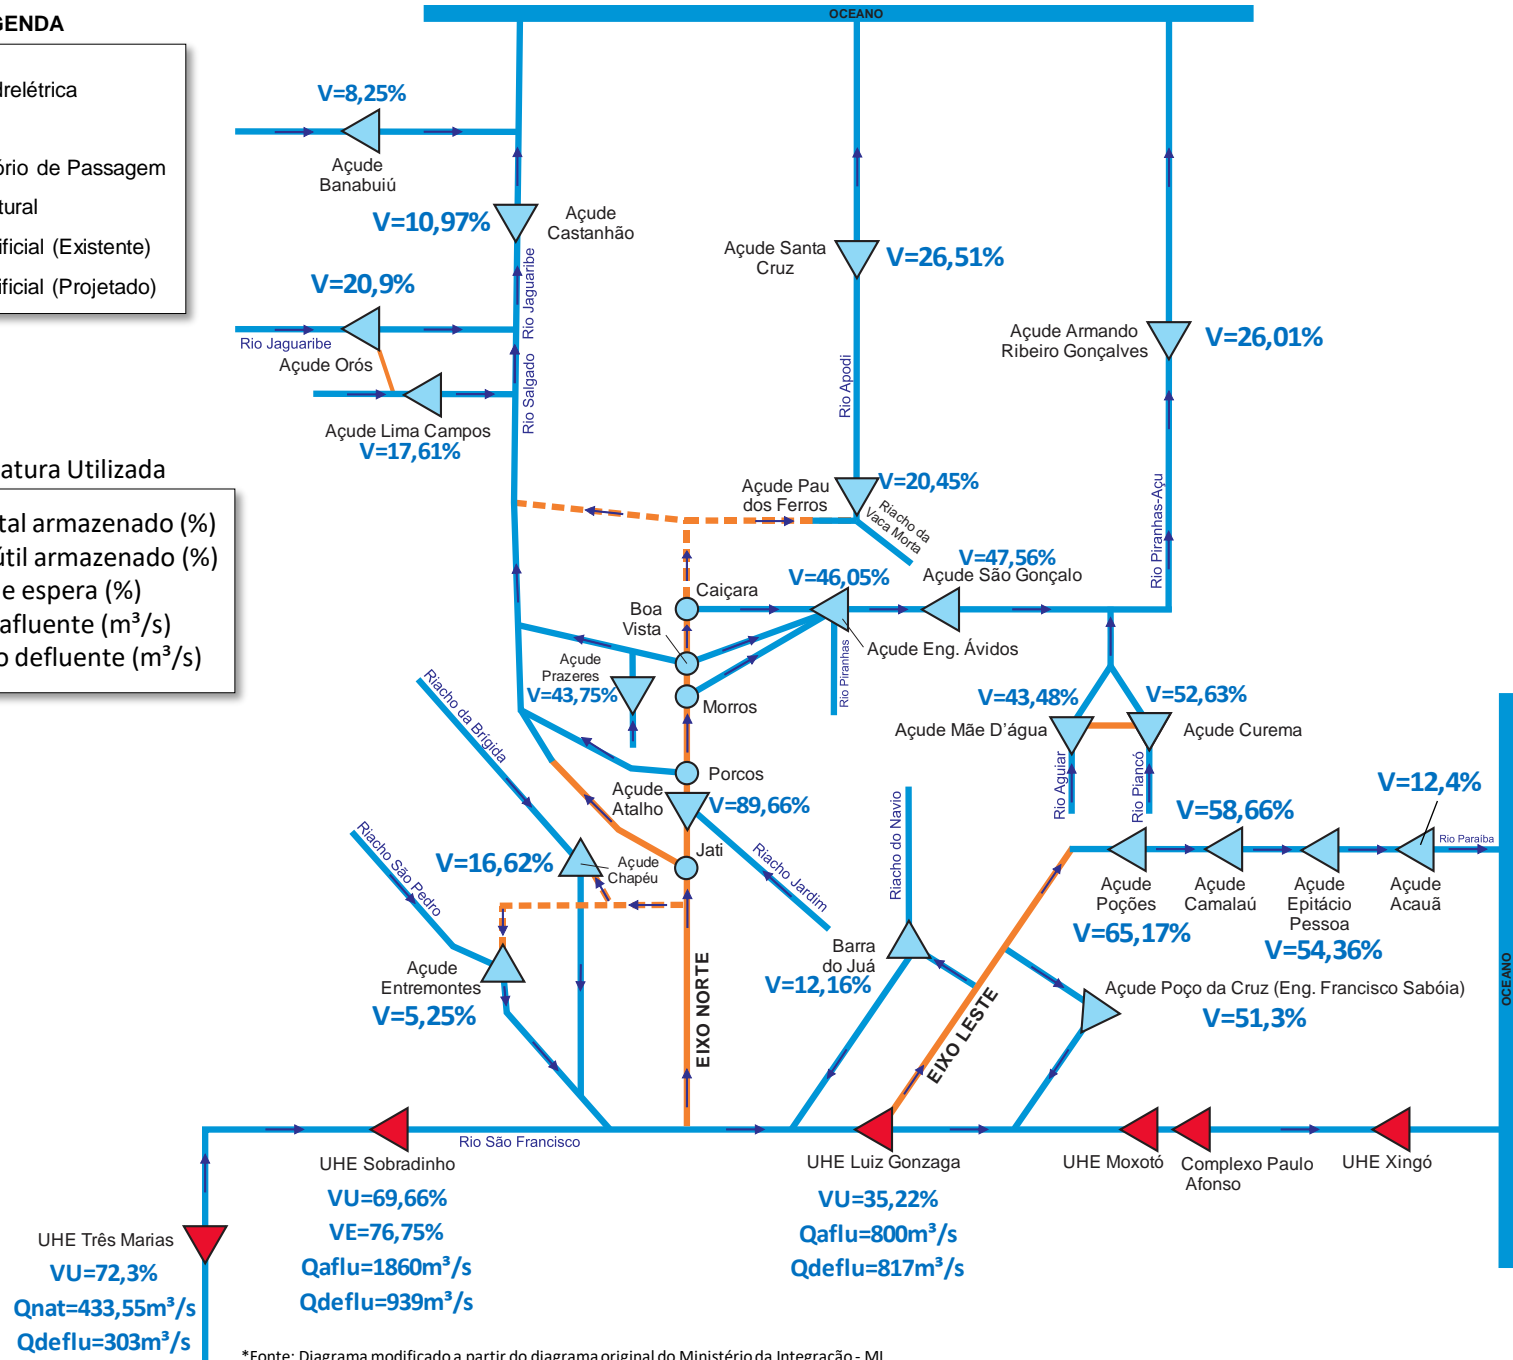 OCEANO
GENDA
drelétrica
ório de Passagem
tural
ificial (Existente)
ificial (Projetado)
V=8,25%
Açude
Banabuiú
V=10,97%
Açude
Castanhão
Rio Jaguaribe
V=20,9%
Rio Jaguaribe
Açude Orós
Rio Salgado
Açude Lima Campos
V=17,61%
Açude Santa
Cruz
V=26,51%
Rio Apodi
Açude Armando
Ribeiro Gonçalves
V=26,01%
Rio Piranhas-Açu
atura Utilizada
tal armazenado (%)
útil armazenado (%)
e espera (%)
afluente (m³/s)
o defluente (m³/s)
Açude Pau
dos Ferros
V=20,45%
Riacho da
Vaca Morta
V=47,56%
Açude São Gonçalo
V=46,05%
Caiçara
Boa
Vista
Açude Eng. Ávidos
Rio Piranhas
Açude
Prazeres
V=43,75%
Morros
Riacho da Brígida
Porcos
Açude
Atalho
V=89,66%
V=43,48%
Açude Mãe D'água
V=52,63%
Açude Curema
Rio Aguiar
Rio Piancó
Riacho São Pedro
V=16,62%
Açude
Chapéu
Jati
Riacho Jardim
Riacho do Navio
V=12,4%
V=58,66%
Rio Paraíba
Açude
Poções
V=65,17%
Açude
Camalaú
Açude
Epitácio
Pessoa
V=54,36%
Açude
Acauã
Açude
Entremontes
V=5,25%
EIXO NORTE
Barra
do Juá
V=12,16%
EIXO LESTE
Açude Poço da Cruz (Eng. Francisco Sabóia)
V=51,3%
OCEANO
Rio São Francisco
UHE Sobradinho
VU=69,66%
VE=76,75%
Qaflu=1860m³/s
Qdeflu=939m³/s
UHE Luiz Gonzaga
VU=35,22%
Qaflu=800m³/s
Qdeflu=817m³/s
UHE Moxotó
Complexo Paulo
Afonso
UHE Xingó
UHE Três Marias
VU=72,3%
Qnat=433,55m³/s
Qdeflu=303m³/s
*Fonte: Diagrama modificado a partir do diagrama original do Ministério da Integração - MI